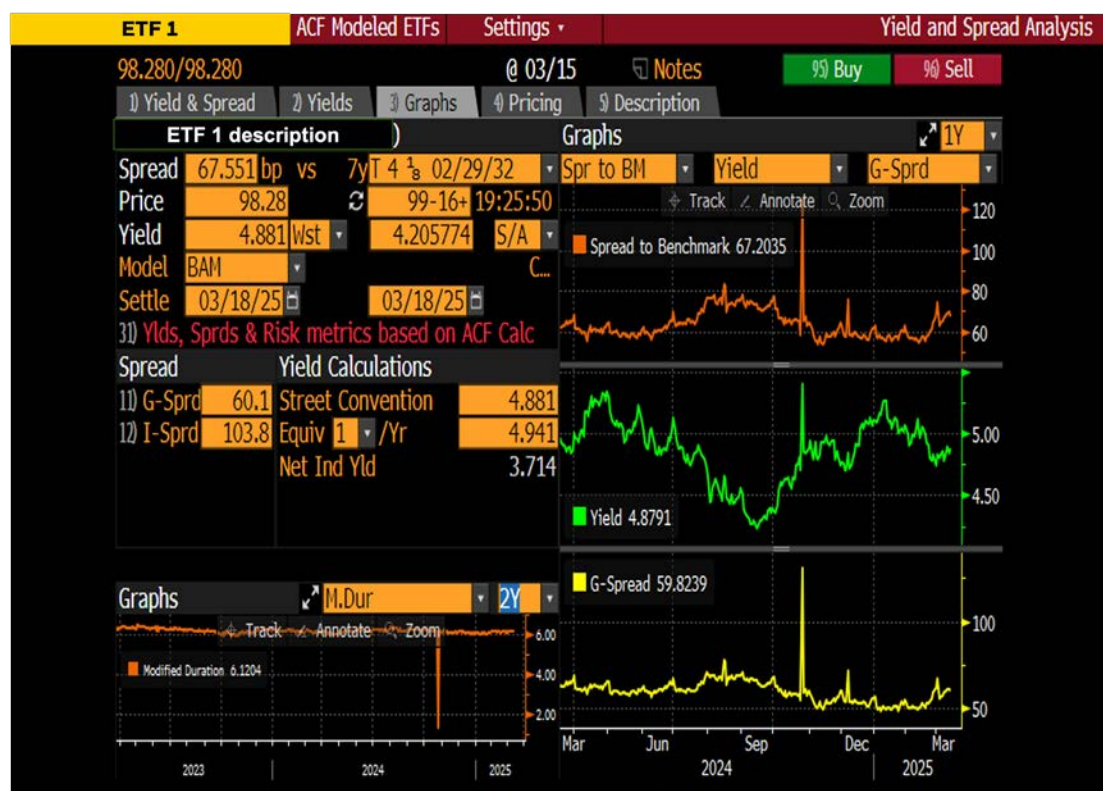 ETF 1 ACF Modeled ETFs Settings Yield and Spread Analysis
98.280/98.280 @ 03/15 Notes 95) Buy 96) Sell
1) Yield & Spread 2) Yields 3) Graphs 4) Pricing 5) Description
ETF 1 description ) Graphs 1Y
Spread 67.551 bp vs 7y T 4 ⅛ 02/29/32 Spr to BM Yield G-Sprd
Price 98.28 99-16+ 19:25:50 Track Annotate Zoom
120
Yield 4.881 Wst 4.205774 S/A
Spread to Benchmark 67.2035
100
Model BAM C...
80
Settle 03/18/25 03/18/25
31) Ylds, Sprds & Risk metrics based on ACF Calc
60
Spread Yield Calculations
11) G-Sprd 60.1 Street Convention 4.881
12) I-Sprd 103.8 Equiv 1 /Yr 4.941
5.00
Net Ind Yld 3.714
4.50
Yield 4.8791
Graphs M.Dur 2Y
G-Spread 59.8239
Track Annotate Zoom
6.00
100
Modified Duration 6.1204
4.00
2.00
50
Mar Jun Sep Dec Mar
2023 2024 2025 2024 2025